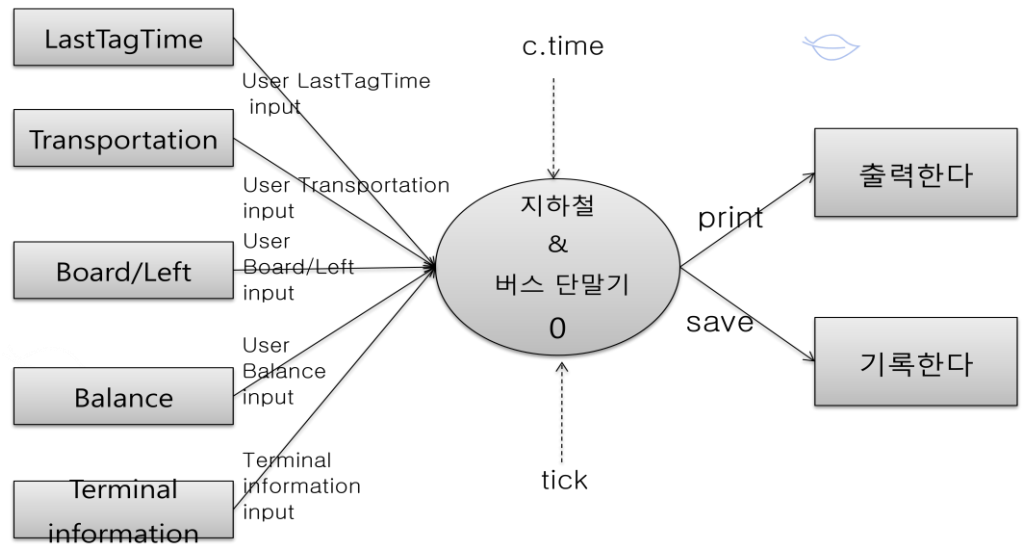 LastTagTime
User LastTagTime
input
Transportation
User Transportation
input
Board/Left
User
Board/Left
input
Balance
User
Balance
input
Terminal
information
Terminal
information
input
c.time
지하철
&
버스 단말기
0
tick
print
출력한다
save
기록한다